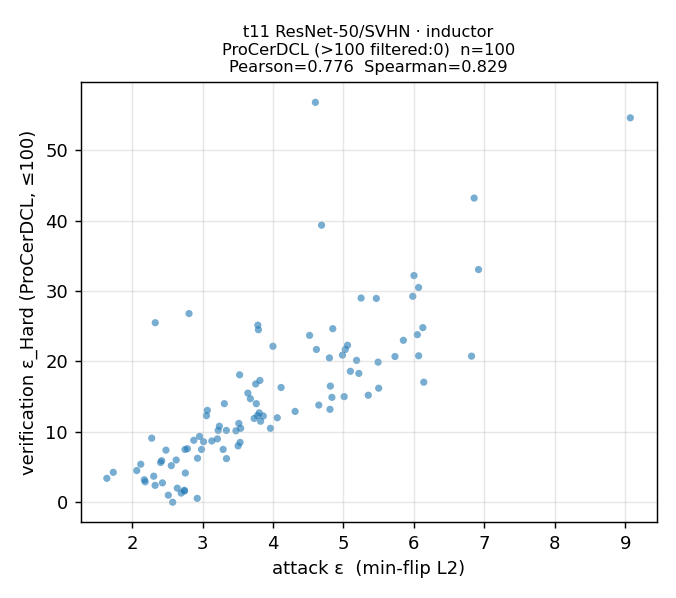 t11 ResNet-50/SVHN · inductor
ProCerDCL (>100 filtered:0)  n=100
Pearson=0.776  Spearman=0.829
verification ε_Hard (ProCerDCL, ≤100)
50
40
30
20
10
0
2
3
4
5
6
7
8
9
attack ε  (min-flip L2)